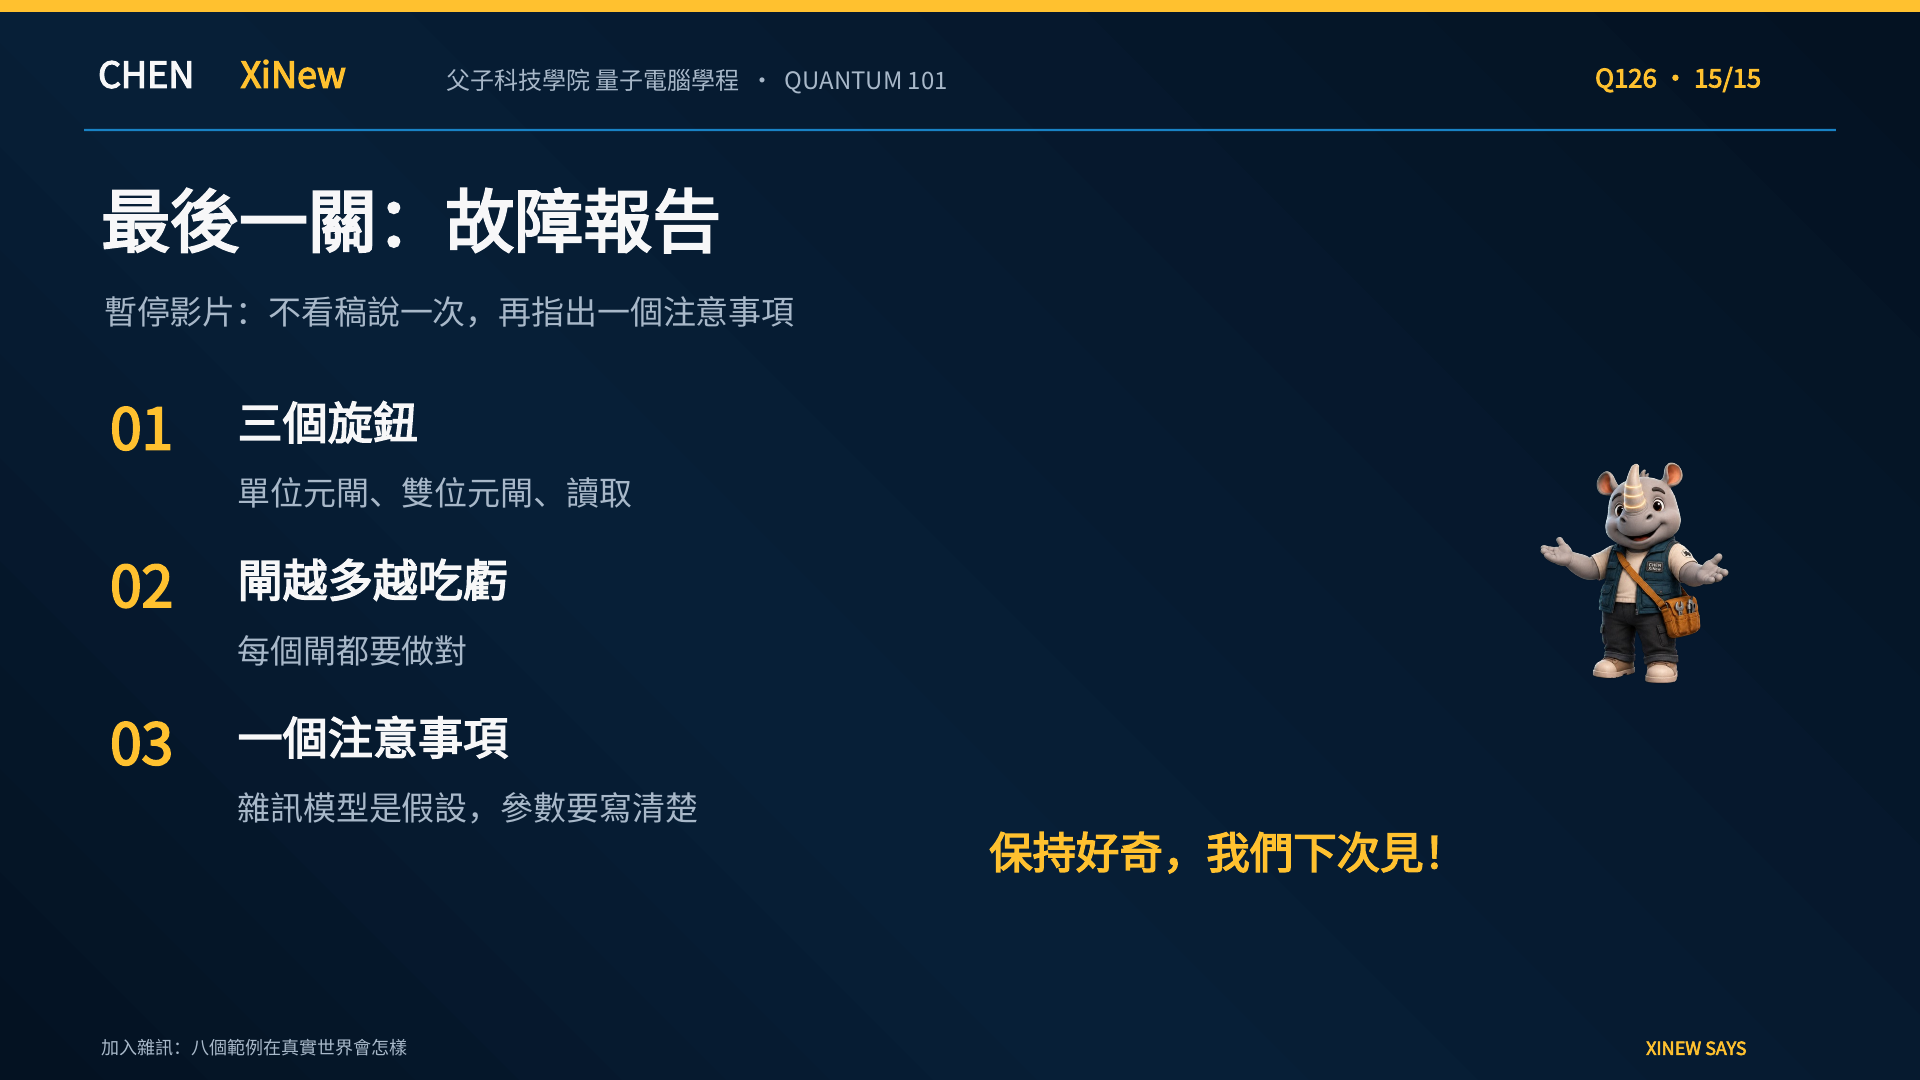 CHEN XiNew 父子科技學院 量子電腦學程 · QUANTUM 101 Q126 · 15/15
最後一關：故障報告
暫停影片：不看稿說一次，再指出一個注意事項
01 三個旋鈕
單位元閘、雙位元閘、讀取
02 閘越多越吃虧
每個閘都要做對
03 一個注意事項
雜訊模型是假設，參數要寫清楚
保持好奇，我們下次見！
加入雜訊：八個範例在真實世界會怎樣
XINEW SAYS